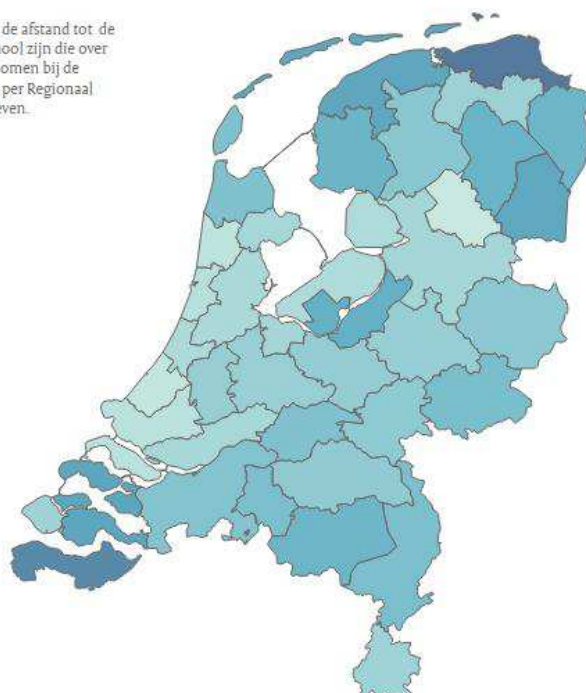 de afstand tot de
ool zijn die over
omen bij de
per Regionaal
even.